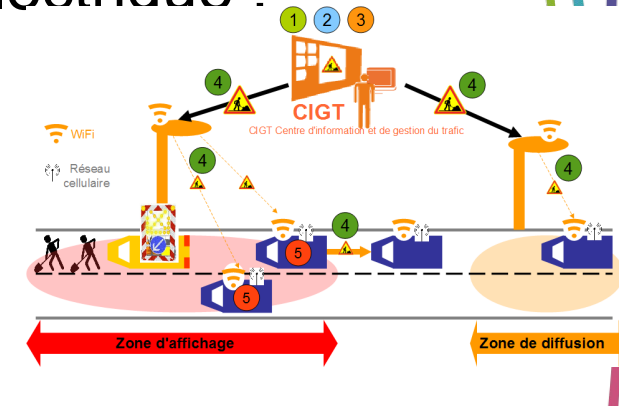 1 2 3
4
4
CIGT
CIGT Centre d'information et de gestion du trafic
WiFi
Réseau
cellulaire
4
4
4
5
5
Zone d'affichage
Zone de diffusion